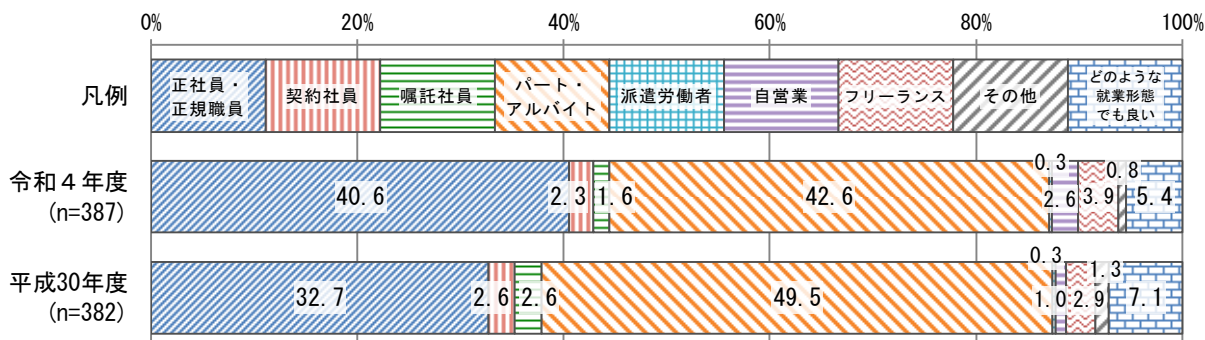 0%
20%
40%
60%
80%
100%
凡例
正社員・
正規職員
契約社員
嘱託社員
パート・
アルバイト
派遣労働者
自営業
フリーランス
その他
どのような
就業形態
でも良い
令和４年度
(n=387)
40.6
2.3
1.6
42.6
0.3
2.6
3.9
0.8
5.4
平成30年度
(n=382)
32.7
2.6
2.6
49.5
0.3
1.0
2.9
1.3
7.1